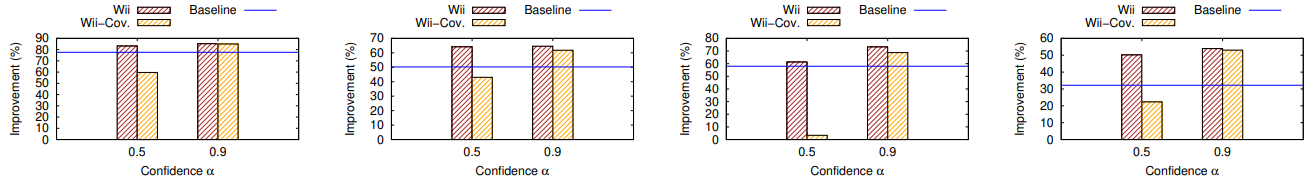 Wii Baseline
Wii-Cov.
Improvement (%)
90
80
70
60
50
40
30
20
10
0
0.5 0.9
Confidence α
Wii Baseline
Wii-Cov.
Improvement (%)
70
60
50
40
30
20
10
0
0.5 0.9
Confidence α
Wii Baseline
Wii-Cov.
Improvement (%)
80
70
60
50
40
30
20
10
0
0.5 0.9
Confidence α
Wii Baseline
Wii-Cov.
Improvement (%)
60
50
40
30
20
10
0
0.5 0.9
Confidence α